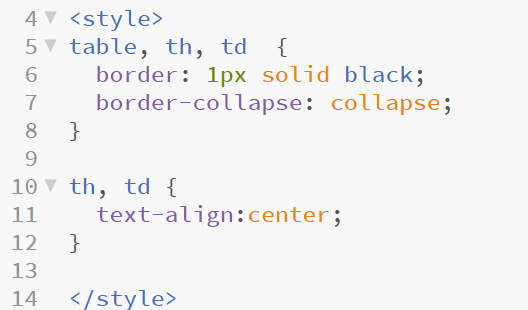 4 <style>
5 table, th, td  {
6   border: 1px solid black;
7   border-collapse: collapse;
8 }
9
10 th, td {
11   text-align:center;
12 }
13
14 </style>